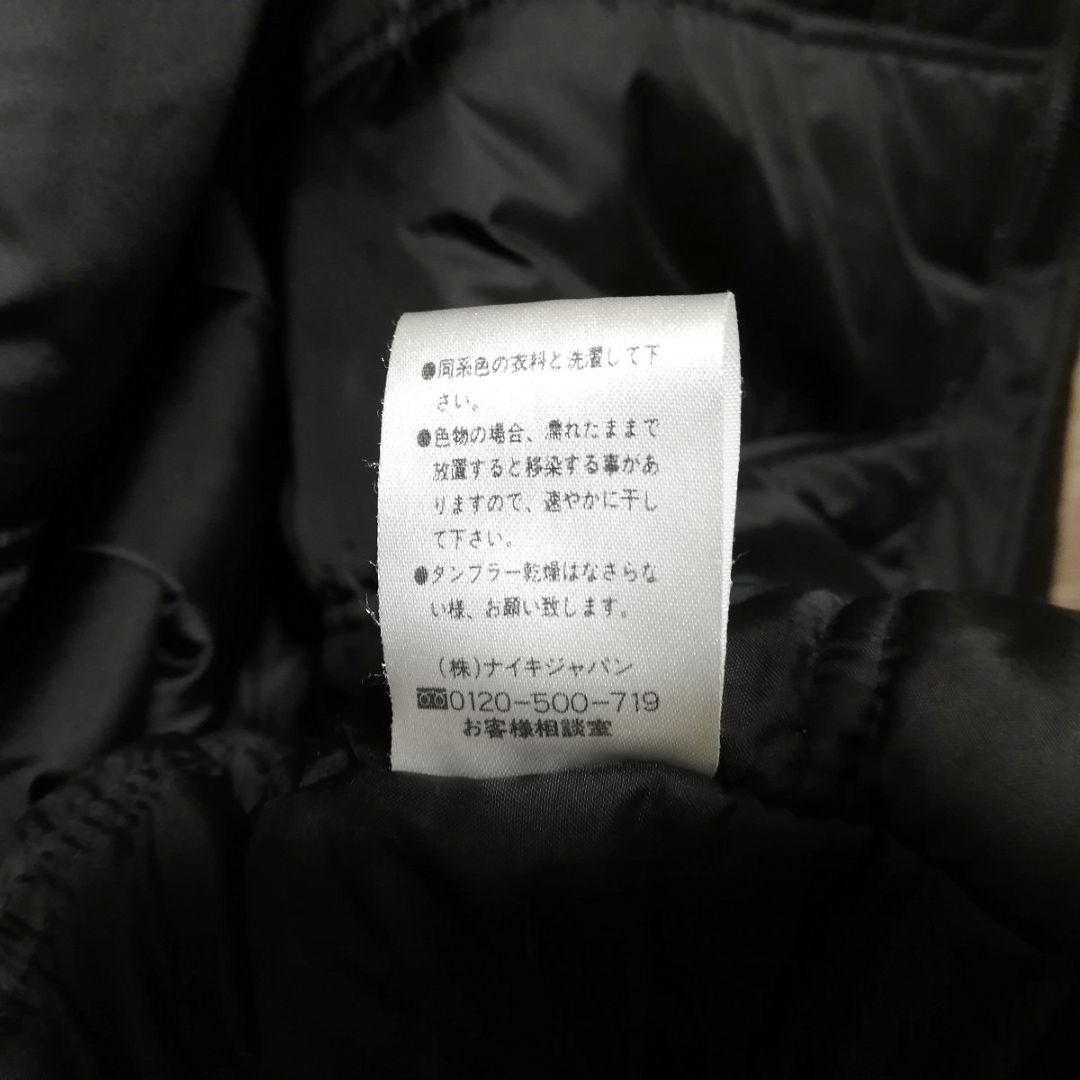 ●同系色の衣料と洗濯して下
さい。
●色物の場合、濡れたままで
放置すると移染する事があ
りますので、速やかに干し
て下さい。
●タンブラー乾燥はなさらな
い様、お願い致します。
(株)ナイキジャパン
0120-500-719
お客様相談室